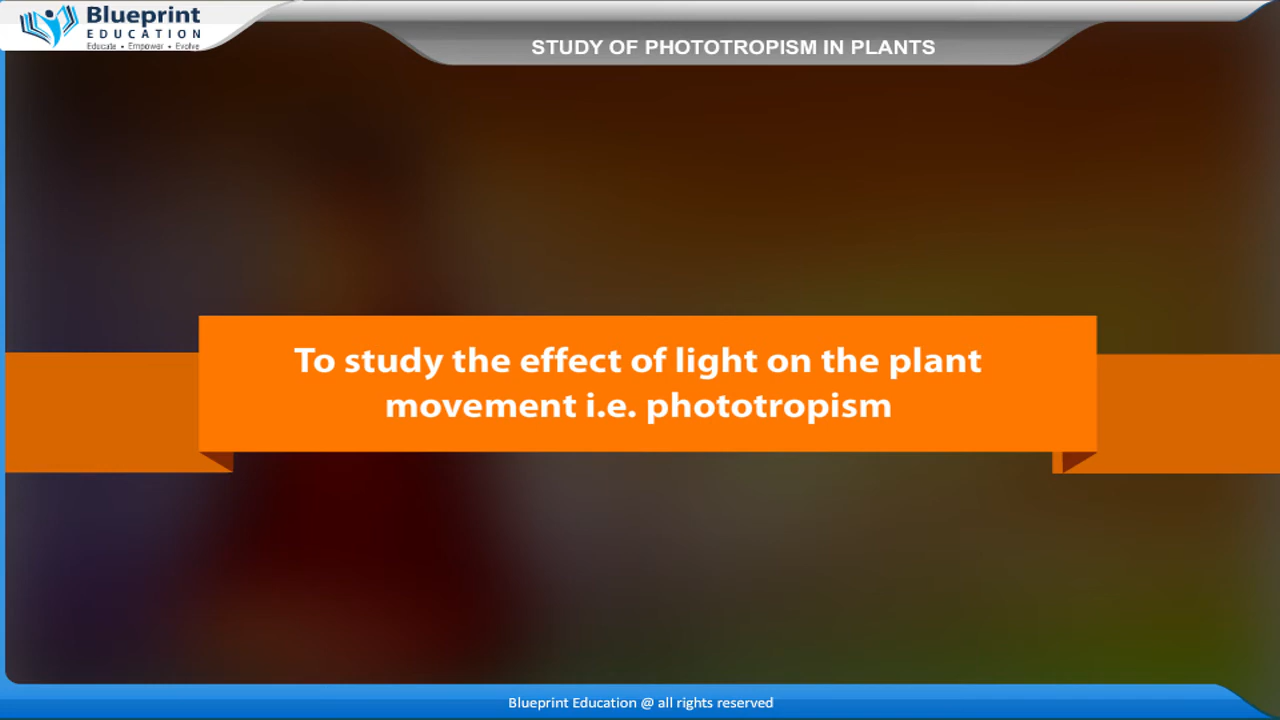 Blueprint
EDUCATION
Educate • Empower • Evolve
STUDY OF PHOTOTROPISM IN PLANTS
To study the effect of light on the plant
movement i.e. phototropism
Blueprint Education @ all rights reserved